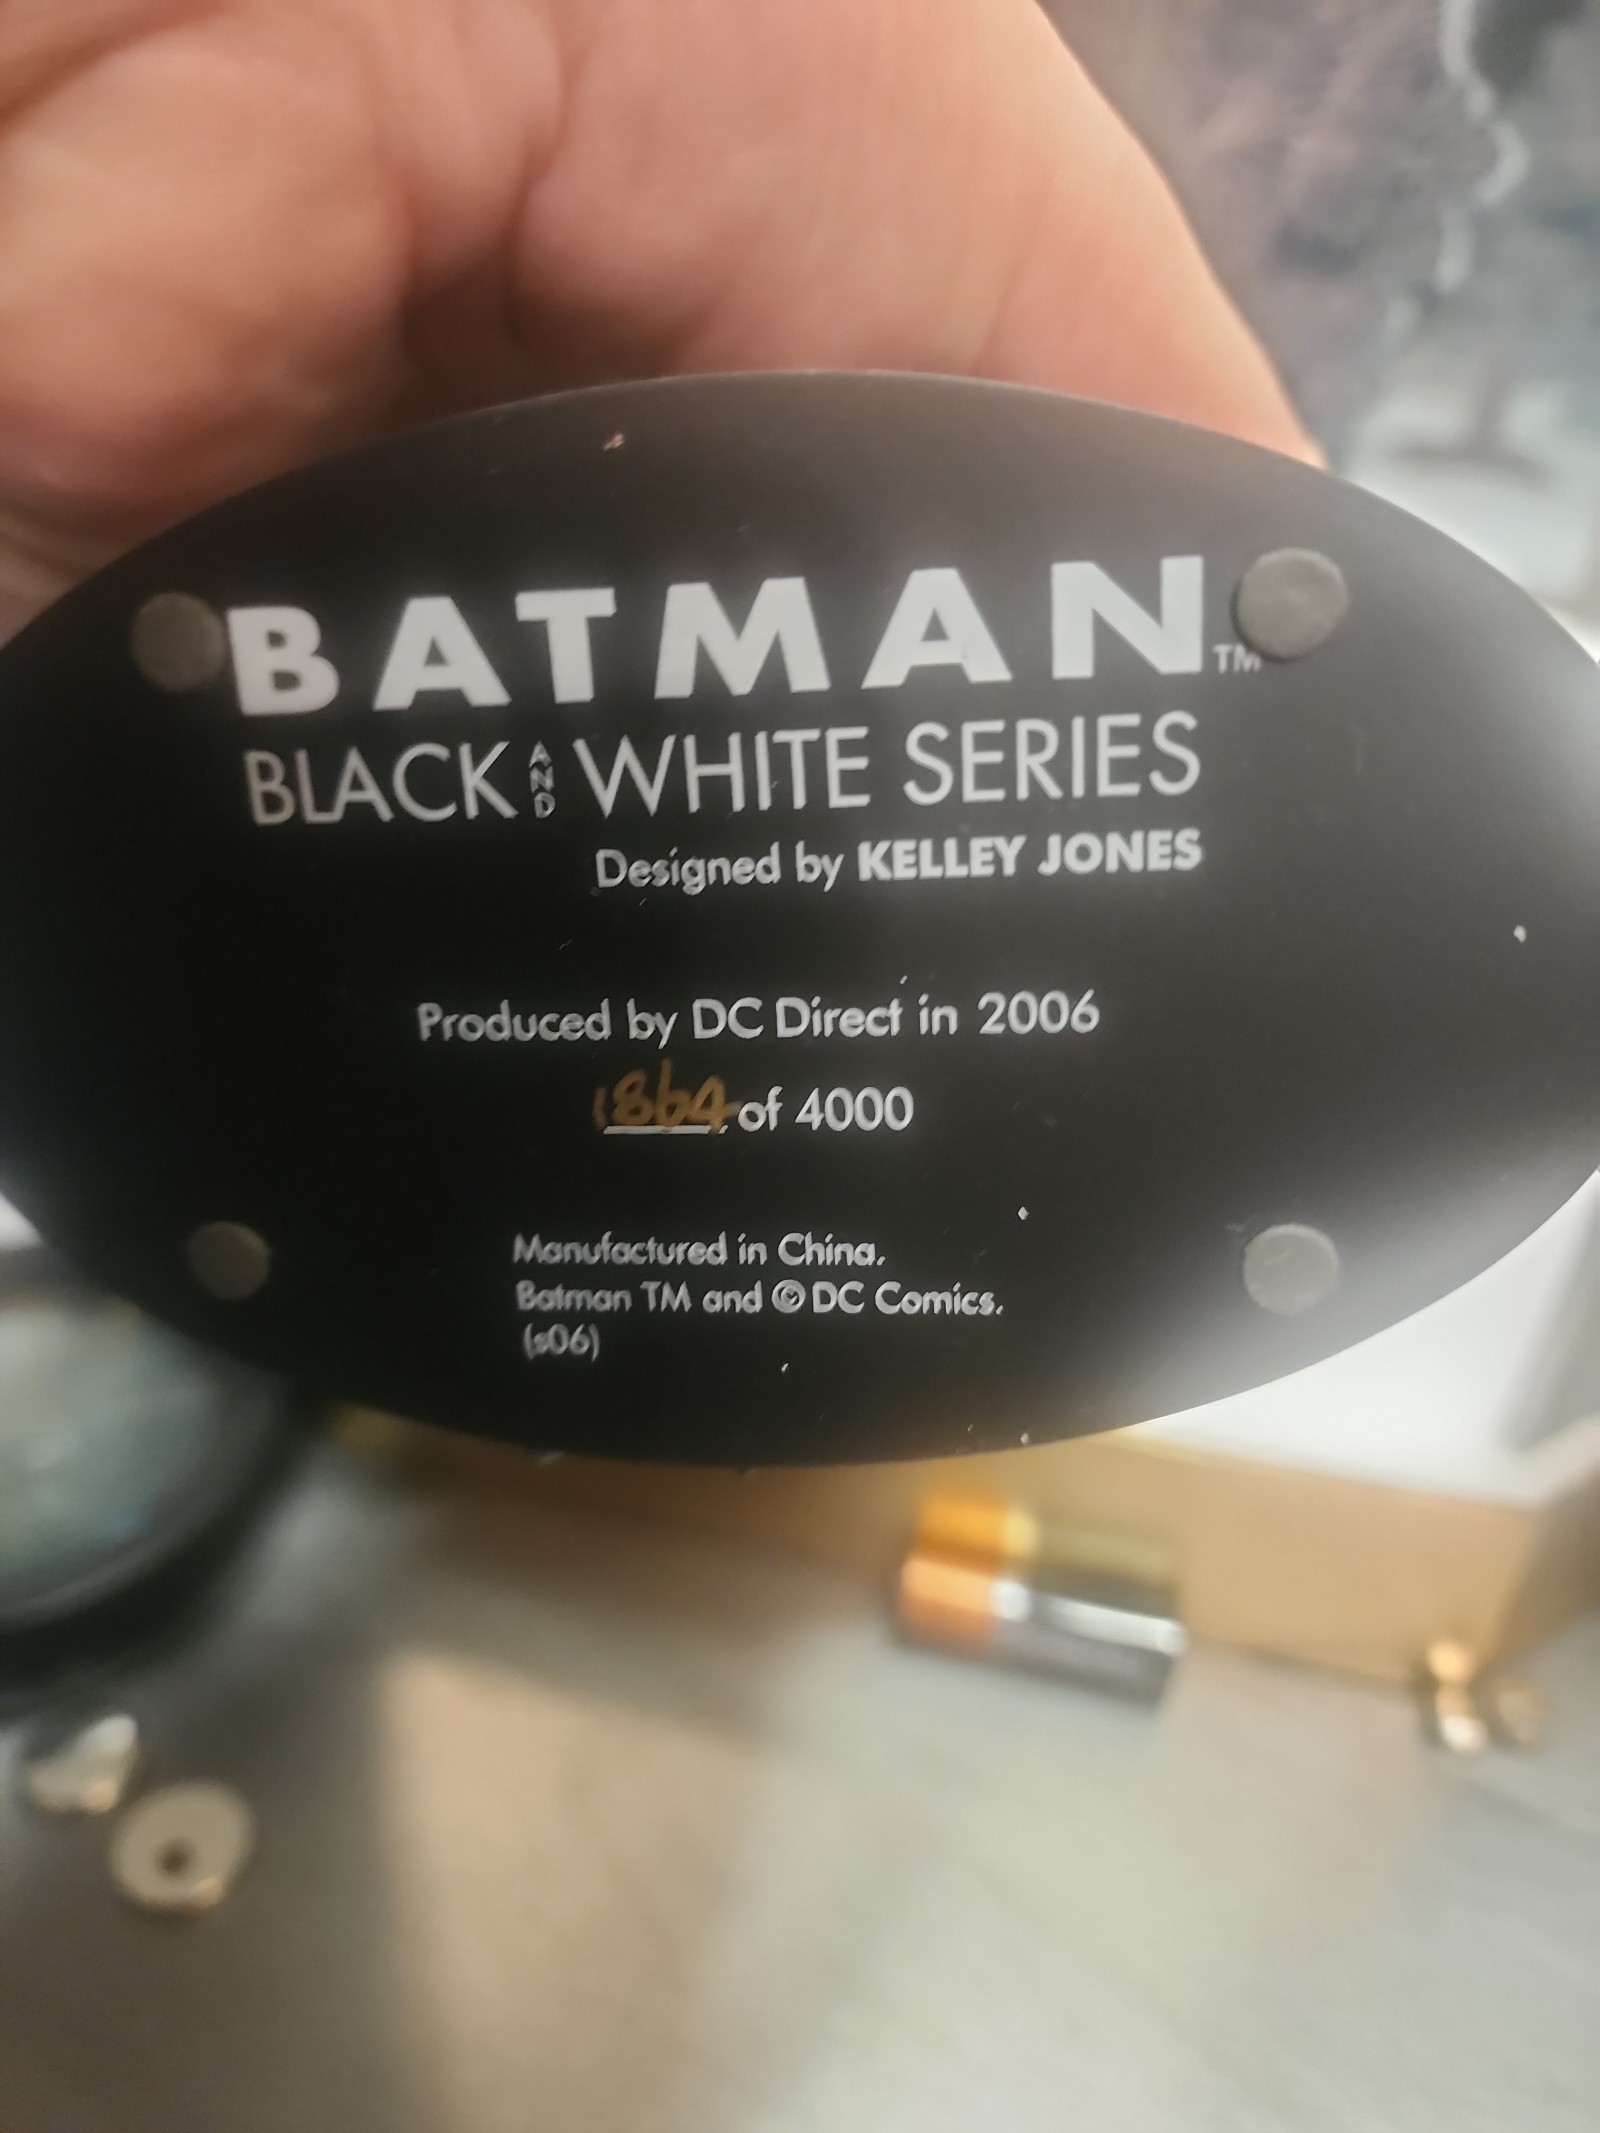 BATMAN™
BLACK AND WHITE SERIES
Designed by KELLEY JONES
Produced by DC Direct in 2006
1864 of 4000
Manufactured in China.
Batman TM and © DC Comics.
(s06)